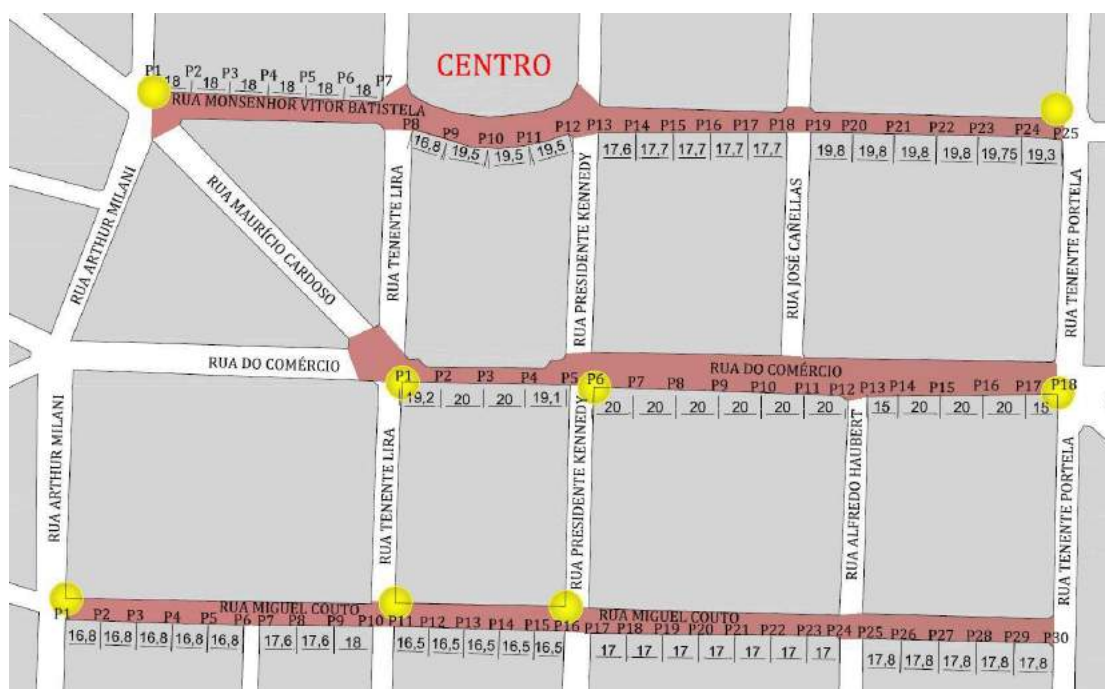 CENTRO
P1 P2 P3 P4 P5 P6 P7
18 18 18 18 18 18
RUA MONSENHOR VITOR BATISTELA
P8 P9 P10 P11 P12 P13 P14 P15 P16 P17 P18 P19 P20 P21 P22 P23 P24 P25
16,8 19,5 19,5 19,5 17,6 17,7 17,7 17,7 17,7 19,8 19,8 19,8 19,8 19,75 19,3
RUA ARTHUR MILANI
RUA MAURÍCIO CARDOSO
RUA TENENTE LIRA
RUA PRESIDENTE KENNEDY
RUA JOSÉ CAÑELLAS
RUA TENENTE PORTELA
RUA DO COMÉRCIO
RUA DO COMÉRCIO
P1 P2 P3 P4 P5 P6 P7 P8 P9 P10 P11 P12 P13 P14 P15 P16 P17 P18
19,2 20 20 19,1 20 20 20 20 20 20 15 20 20 20 15
RUA ARTHUR MILANI
RUA TENENTE LIRA
RUA PRESIDENTE KENNEDY
RUA ALFREDO HAUBERT
RUA TENENTE PORTELA
RUA MIGUEL COUTO
RUA MIGUEL COUTO
P1 P2 P3 P4 P5 P6 P7 P8 P9 P10 P11 P12 P13 P14 P15 P16 P17 P18 P19 P20 P21 P22 P23 P24 P25 P26 P27 P28 P29 P30
16,8 16,8 16,8 16,8 16,8 17,6 17,6 18 16,5 16,5 16,5 16,5 16,5 17 17 17 17 17 17 17 17,8 17,8 17,8 17,8 17,8